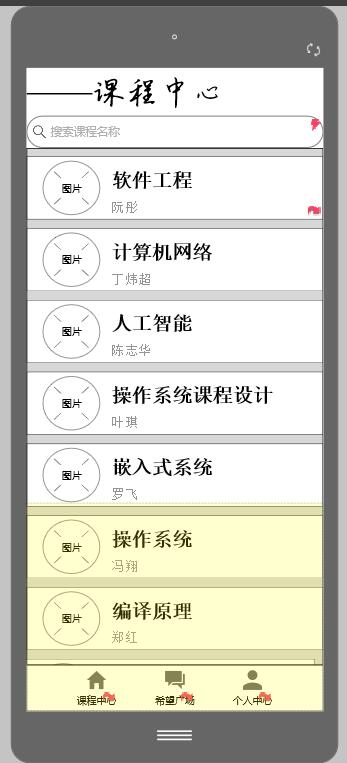 课程中心
搜索课程名称
图片
软件工程
阮彤
图片
计算机网络
丁炜超
图片
人工智能
陈志华
图片
操作系统课程设计
叶琪
图片
嵌入式系统
罗飞
图片
操作系统
冯翔
图片
编译原理
郑红
课程中心 希望广场 个人中心